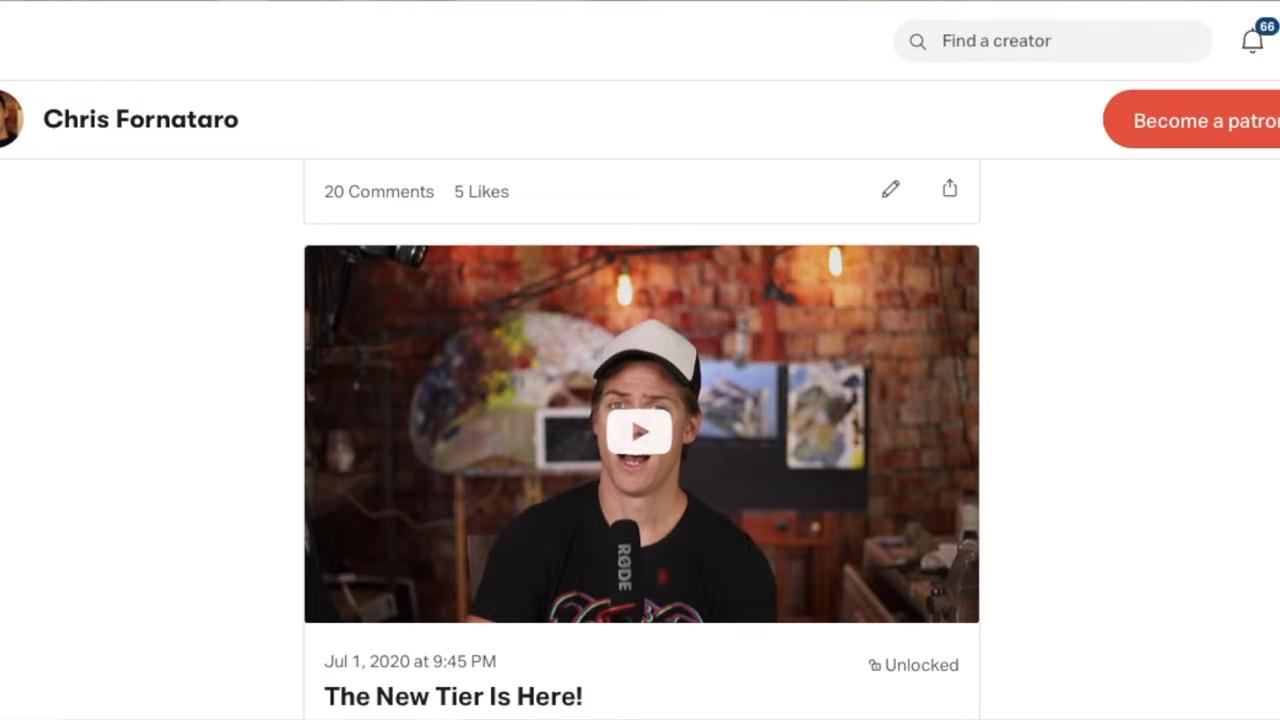 Find a creator
66
Chris Fornataro
Become a patron
20 Comments 5 Likes
RØDE
Jul 1, 2020 at 9:45 PM
Unlocked
The New Tier Is Here!